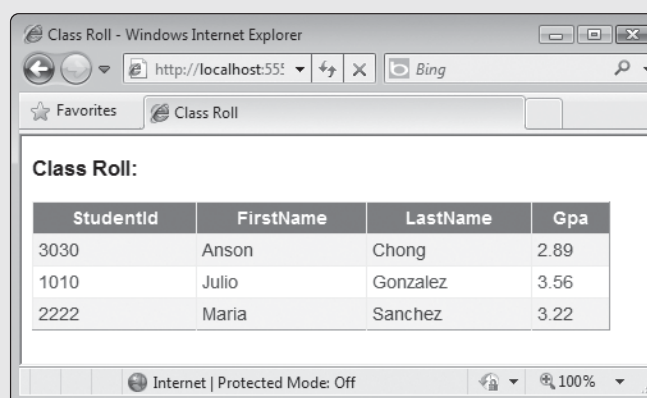 Class Roll - Windows Internet Explorer
http://localhost:555
Bing
Favorites
Class Roll
Class Roll:
StudentId FirstName LastName Gpa
3030 Anson Chong 2.89
1010 Julio Gonzalez 3.56
2222 Maria Sanchez 3.22
Internet | Protected Mode: Off
100%